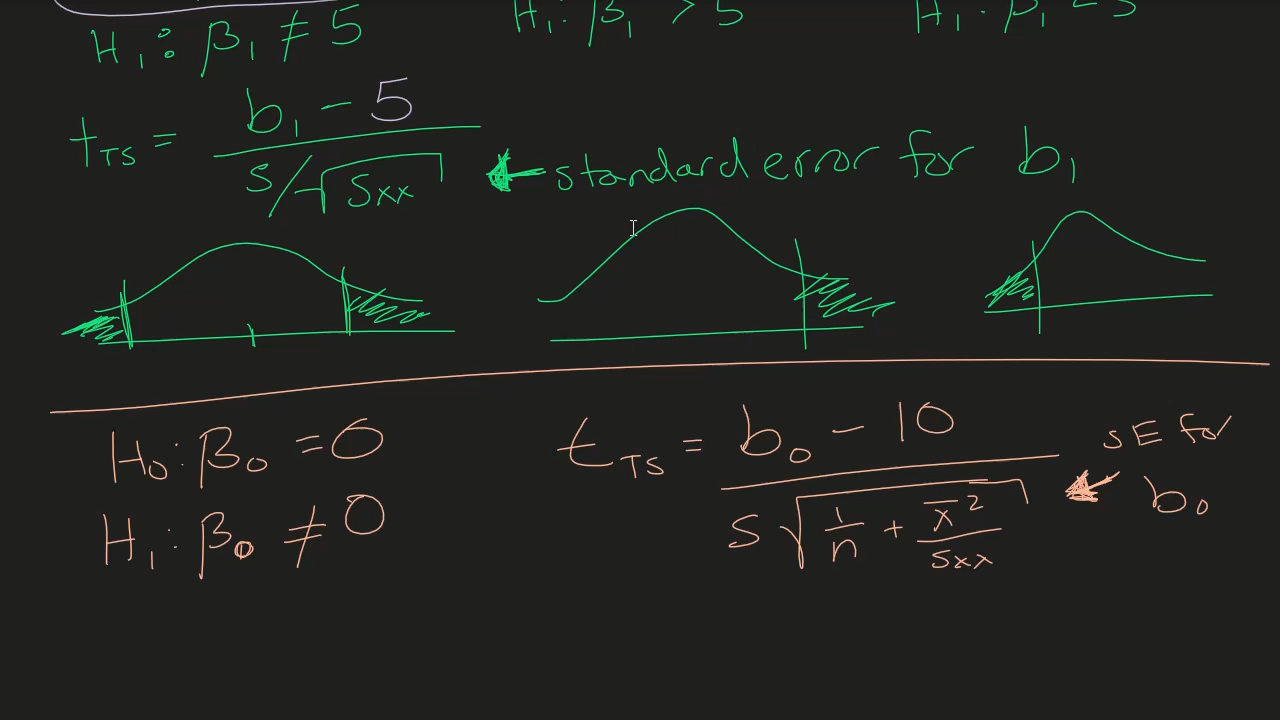 H₁: β₁ ≠ 5
H₁: β₁ > 5
H₁: β₁
t_TS = (b₁ - 5) / (s/√Sxx)
standard error for b₁
H₀: β₀ = 0
H₁: β₀ ≠ 0
t_TS = (b₀ - 10) / (s√(1/n + x̄²/Sxx))
SE for
b₀